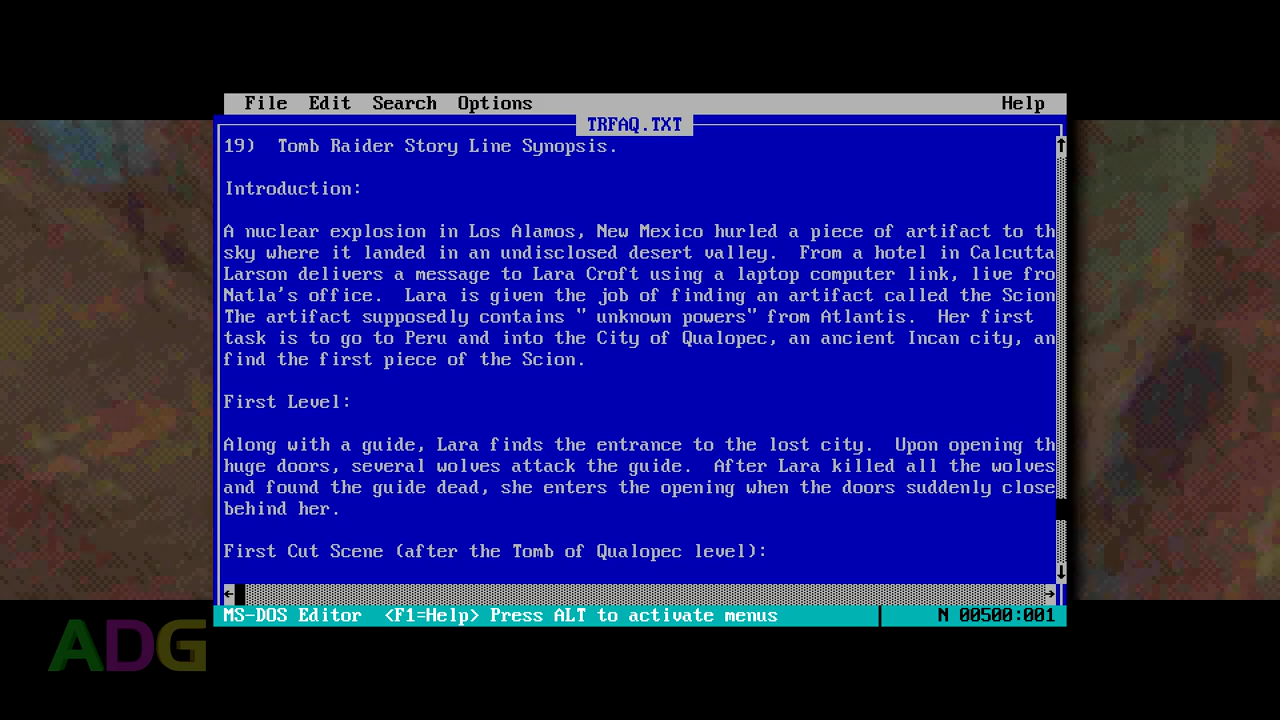 File Edit Search Options Help
TRFAQ.TXT
19)  Tomb Raider Story Line Synopsis.
Introduction:
A nuclear explosion in Los Alamos, New Mexico hurled a piece of artifact to th
sky where it landed in an undisclosed desert valley.  From a hotel in Calcutta
Larson delivers a message to Lara Croft using a laptop computer link, live fro
Natla's office.  Lara is given the job of finding an artifact called the Scion
The artifact supposedly contains " unknown powers" from Atlantis.  Her first
task is to go to Peru and into the City of Qualopec, an ancient Incan city, an
find the first piece of the Scion.
First Level:
Along with a guide, Lara finds the entrance to the lost city.  Upon opening th
huge doors, several wolves attack the guide.  After Lara killed all the wolves
and found the guide dead, she enters the opening when the doors suddenly close
behind her.
First Cut Scene (after the Tomb of Qualopec level):
MS-DOS Editor  <F1=Help> Press ALT to activate menus N 00500:001
ADG